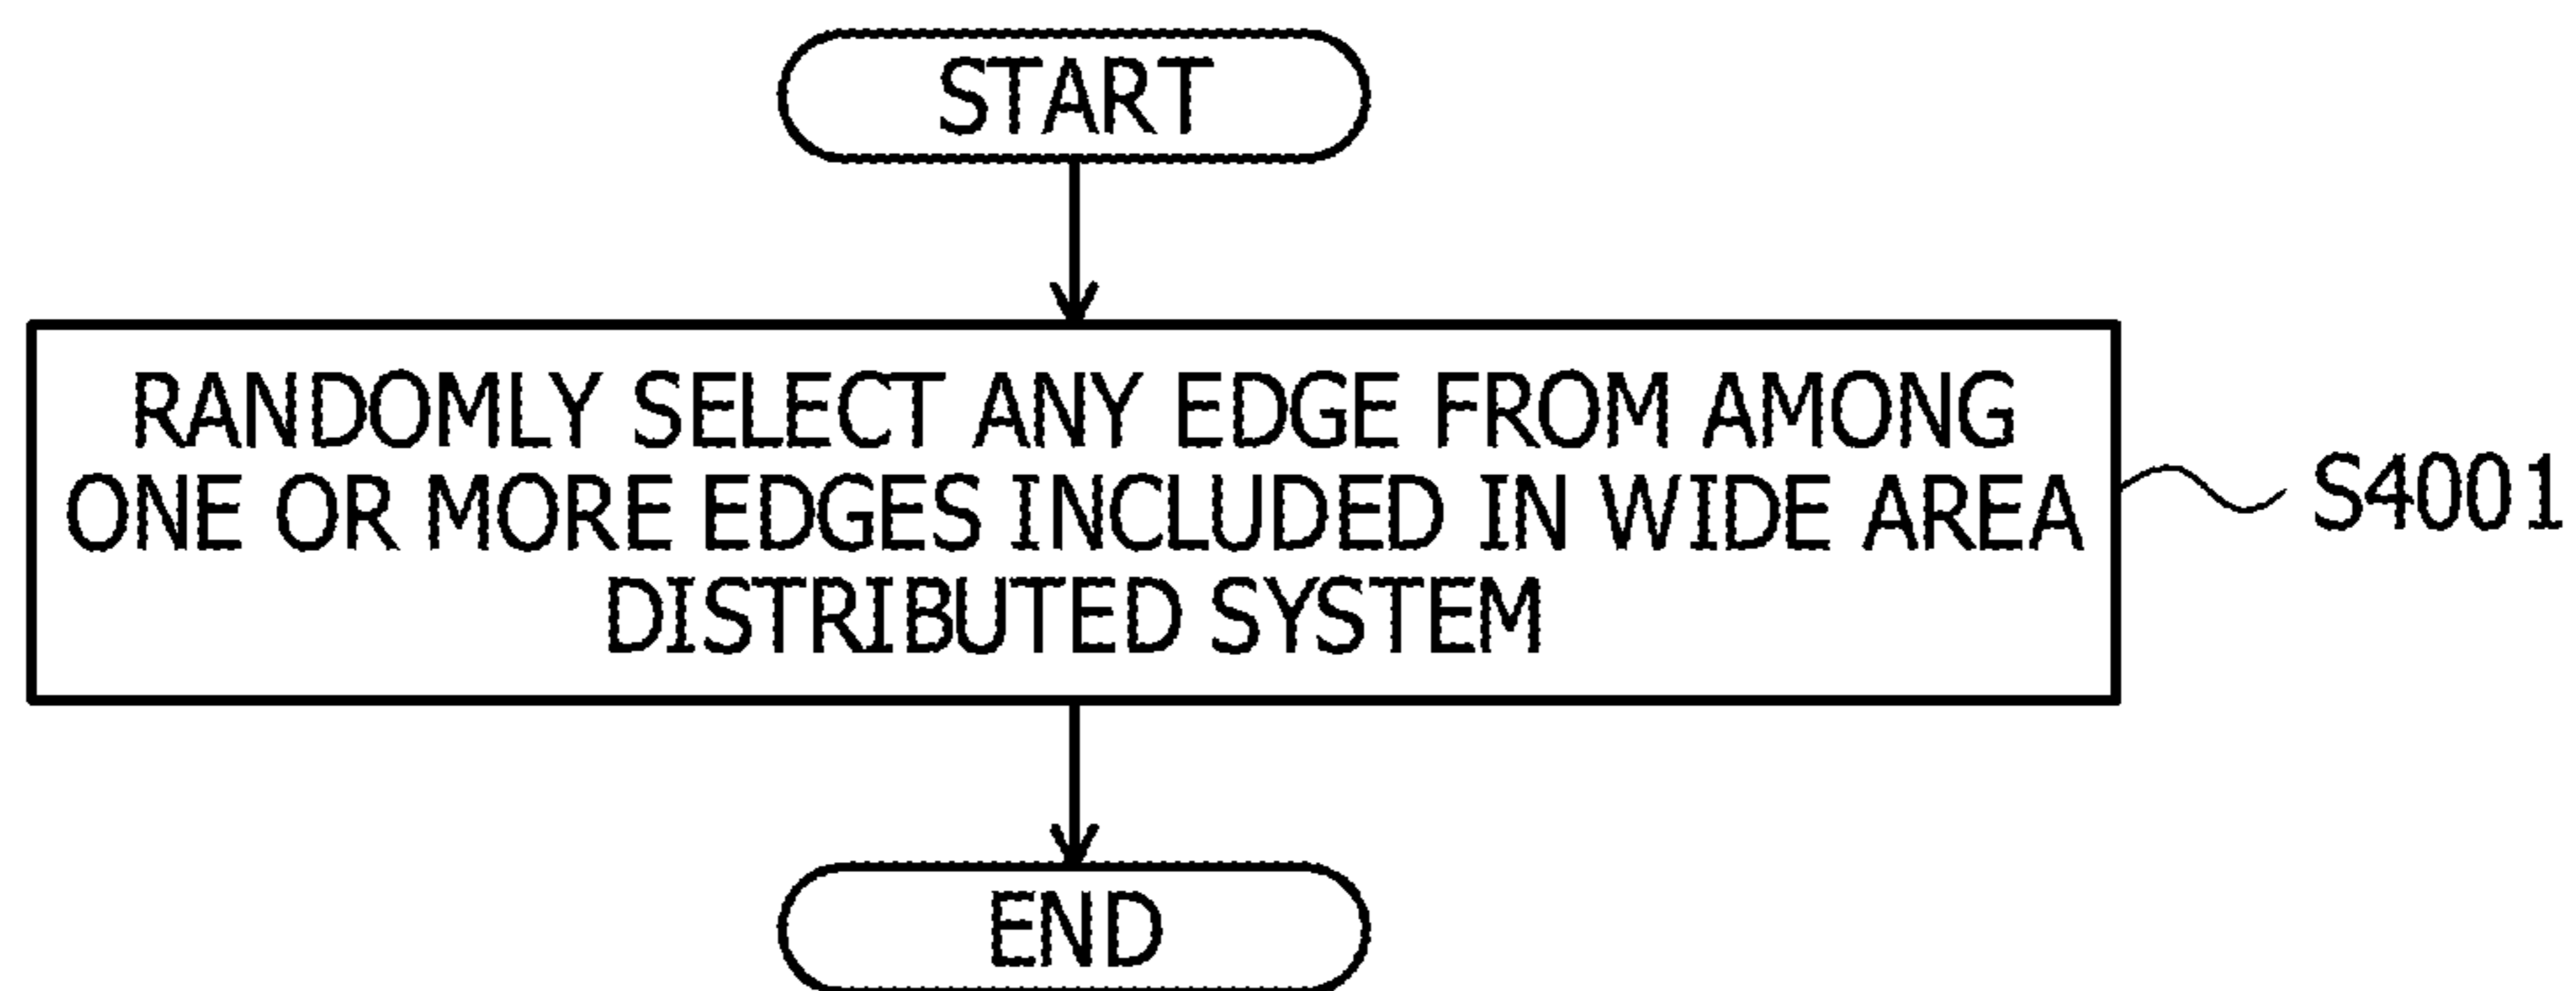 START
RANDOMLY SELECT ANY EDGE FROM AMONG
ONE OR MORE EDGES INCLUDED IN WIDE AREA
DISTRIBUTED SYSTEM
S4001
END